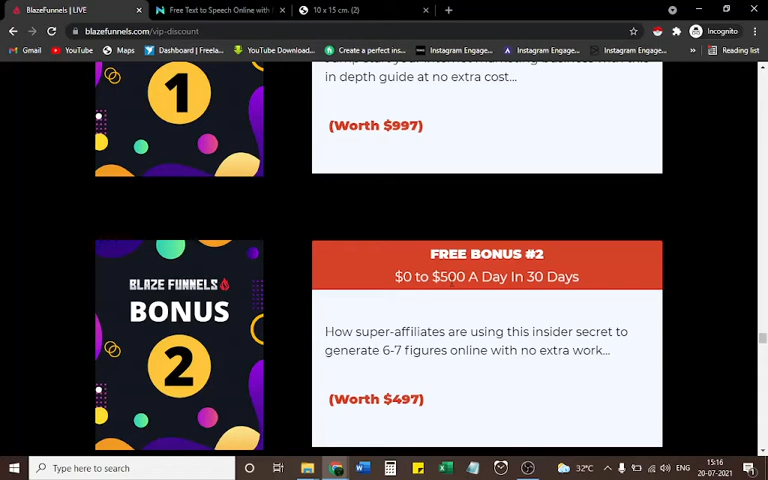 BlazeFunnels | LIVE
Free Text to Speech Online with
10 x 15 cm. (2)
blazefunnels.com/vip-discount
Incognito
Gmail
YouTube
Maps
Dashboard | Freela...
YouTube Download...
Create a perfect ins...
Instagram Engage...
Instagram Engage...
Instagram Engage...
»
Reading list
1
in depth guide at no extra cost...
(Worth $997)
BLAZE FUNNELS
BONUS
2
FREE BONUS #2
$0 to $500 A Day In 30 Days
How super-affiliates are using this insider secret to
generate 6-7 figures online with no extra work...
(Worth $497)
Type here to search
32°C
ENG
15:16
20-07-2021